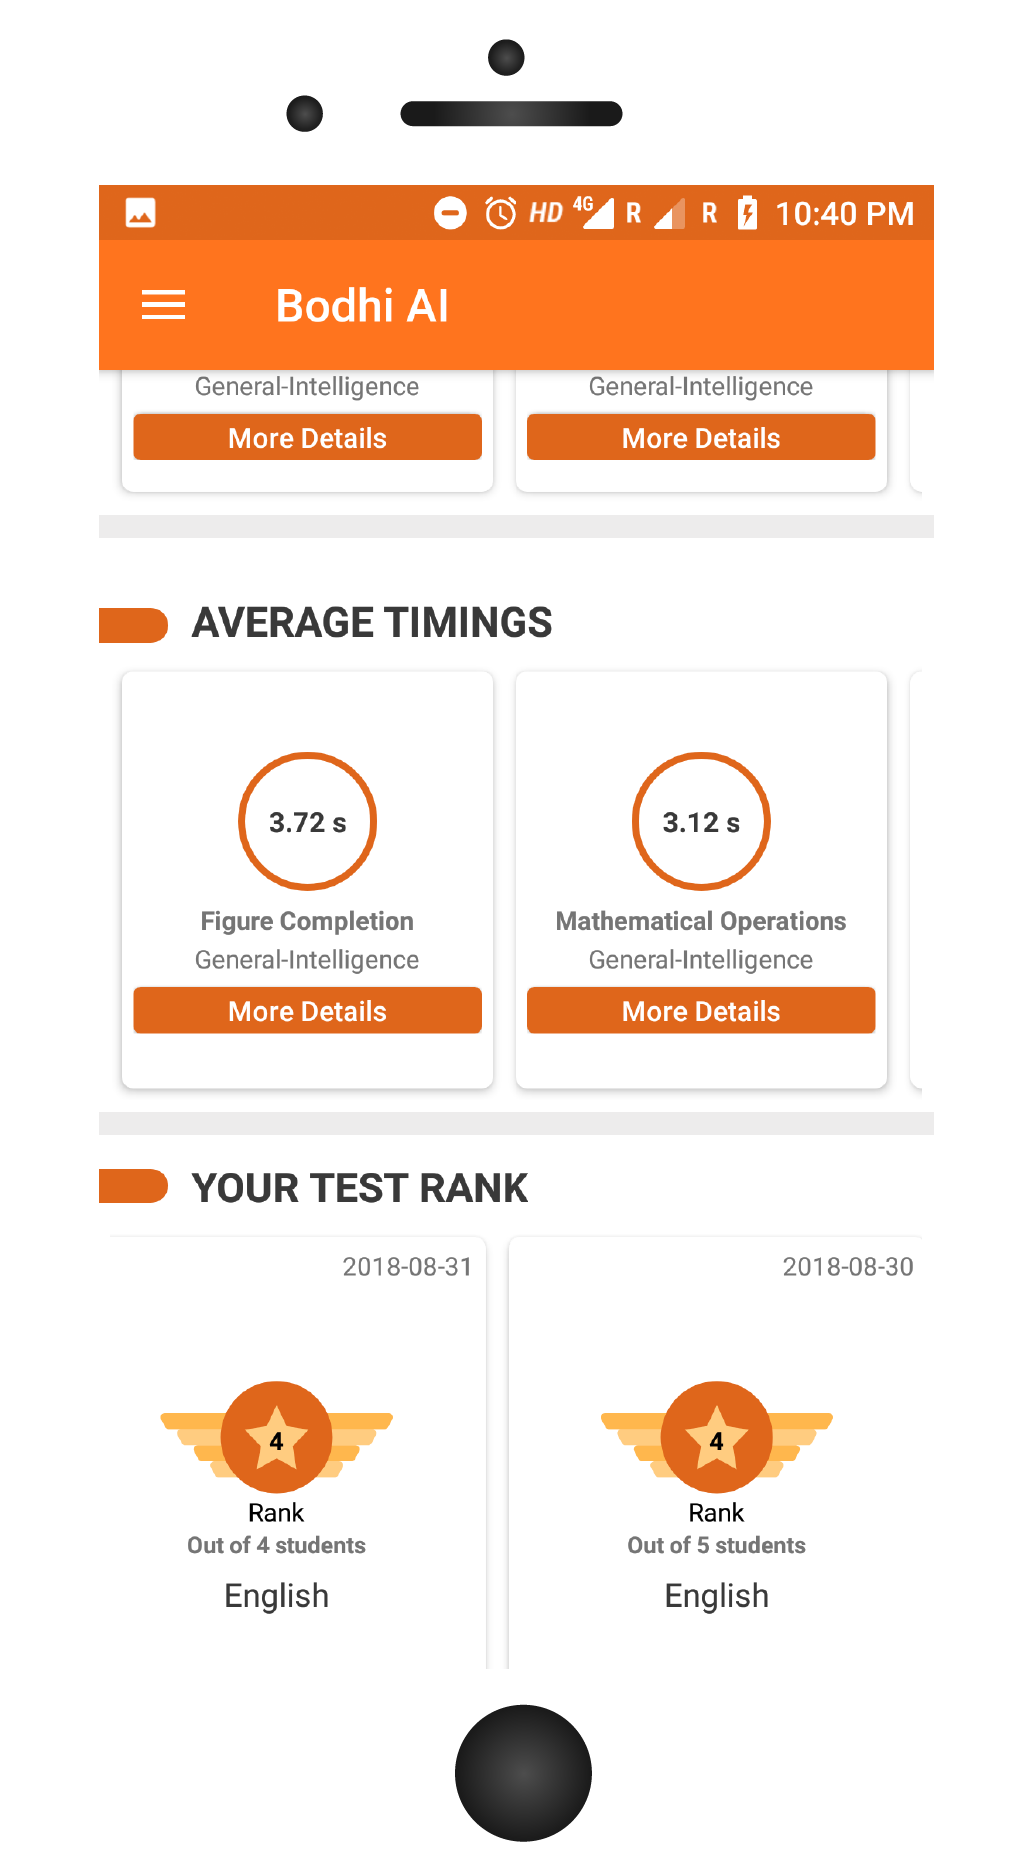 HD 4G R R 10:40 PM
Bodhi AI
General-Intelligence General-Intelligence
More Details More Details
AVERAGE TIMINGS
3.72 s 3.12 s
Figure Completion Mathematical Operations
General-Intelligence General-Intelligence
More Details More Details
YOUR TEST RANK
2018-08-31 2018-08-30
4 4
Rank Rank
Out of 4 students Out of 5 students
English English